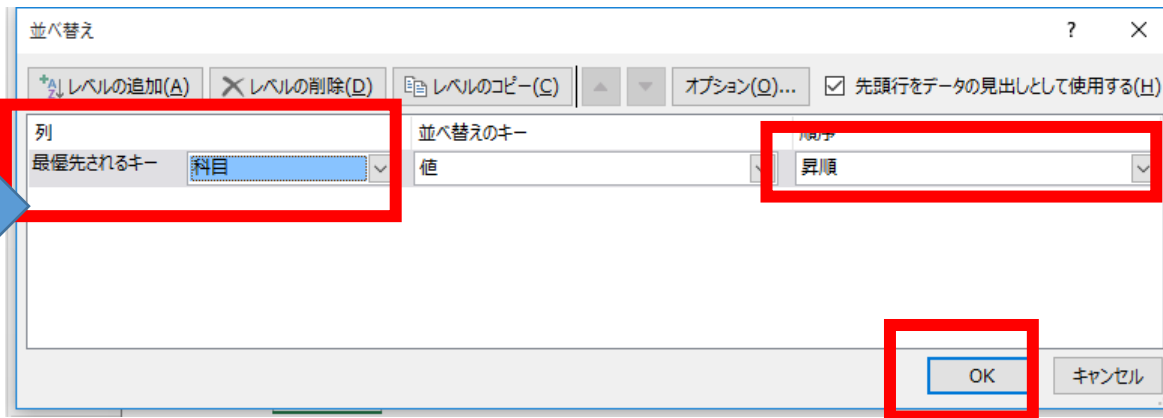 並べ替え ? ×
レベルの追加(A) レベルの削除(D) レベルのコピー(C) オプション(O)... 先頭行をデータの見出しとして使用する(H)
列 並べ替えのキー 順序
最優先されるキー 科目 値 昇順
OK キャンセル